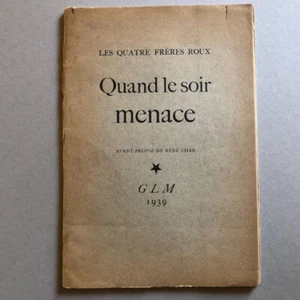 LES QUATRE FRÈRES ROUX
Quand le soir
menace
AVANT-PROPOS DE RENÉ CHAR
GLM
1939